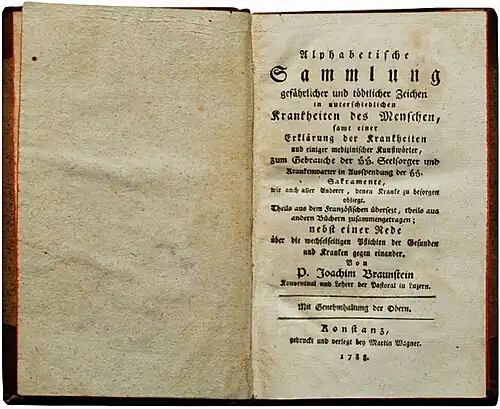 Alphabetische
Sammlung
gefährlicher und tödtlicher Zeichen
in unterschiedlichen
Krankheiten des Menschen,
samt einer
Erklärung der Krankheiten
und einiger medizinischer Kunstwörter,
zum Gebrauche der HH. Seelsorger und
Krankenwarter in Ausspendung der HH.
Sakramente,
wie auch aller Anderer, denen Kranke zu besorgen
obliegt.
Theils aus dem Französischen übersezt, theils aus
andern Büchern zusammengetragen;
nebst einer Rede
über die wechselseitigen Pflichten der Gesunden
und Kranken gegen einander.
Von
P. Joachim Braunstein
Konventual und Lehrer der Pastoral in Luzern.
Mit Genehmhaltung der Obern.
Konstanz,
gedruckt und verlegt bey Martin Wagner.
1788.